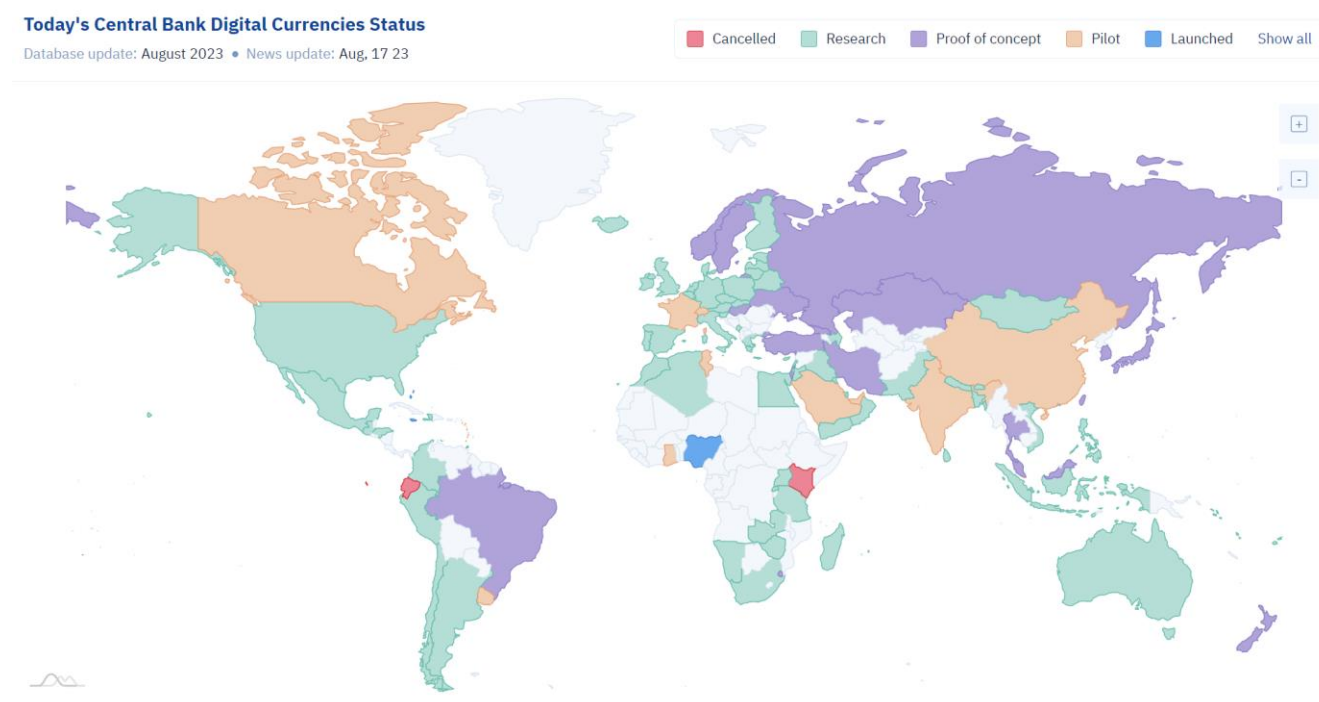 Today's Central Bank Digital Currencies Status
Database update: August 2023 • News update: Aug, 17 23
Cancelled Research Proof of concept Pilot Launched Show all
+
-